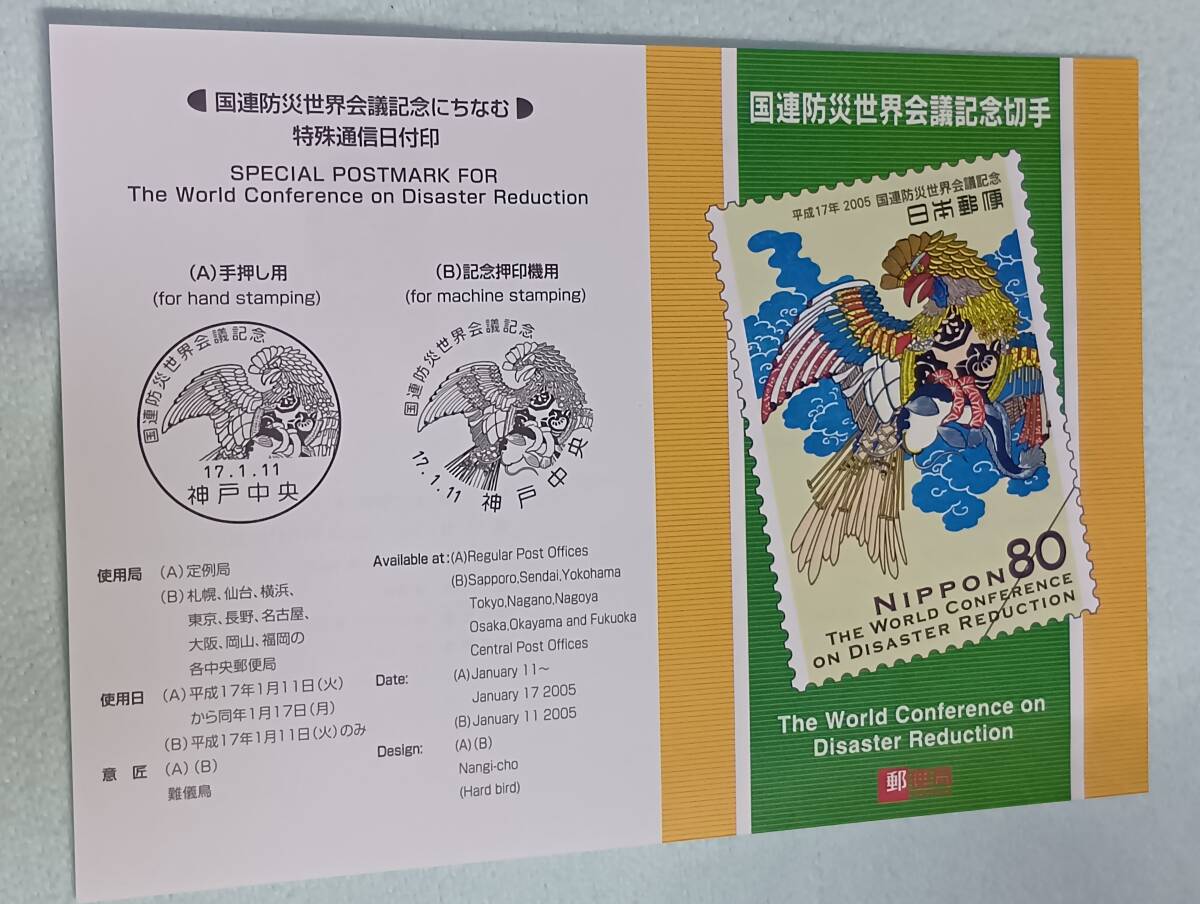 国連防災世界会議記念にちなむ
特殊通信日付印
SPECIAL POSTMARK FOR
The World Conference on Disaster Reduction
(A)手押し用
(for hand stamping)
国連防災世界会議記念
17.1.11
神戸中央
(B)記念押印機用
(for machine stamping)
国連防災世界会議記念
17.1.11
神戸中央
使用局 (A)定例局
(B)札幌、仙台、横浜、
東京、長野、名古屋、
大阪、岡山、福岡の
各中央郵便局
使用日 (A)平成17年1月11日(火)
から同年1月17日(月)
(B)平成17年1月11日(火)のみ
意匠 (A)(B)
難儀鳥
Available at:(A)Regular Post Offices
(B)Sapporo,Sendai,Yokohama
Tokyo,Nagano,Nagoya
Osaka,Okayama and Fukuoka
Central Post Offices
Date: (A)January 11~
January 17 2005
(B)January 11 2005
Design: (A)(B)
Nangi-cho
(Hard bird)
国連防災世界会議記念切手
平成17年 2005 国連防災世界会議記念
日本郵便
80
NIPPON
THE WORLD CONFERENCE
ON DISASTER REDUCTION
The World Conference on
Disaster Reduction
郵便局